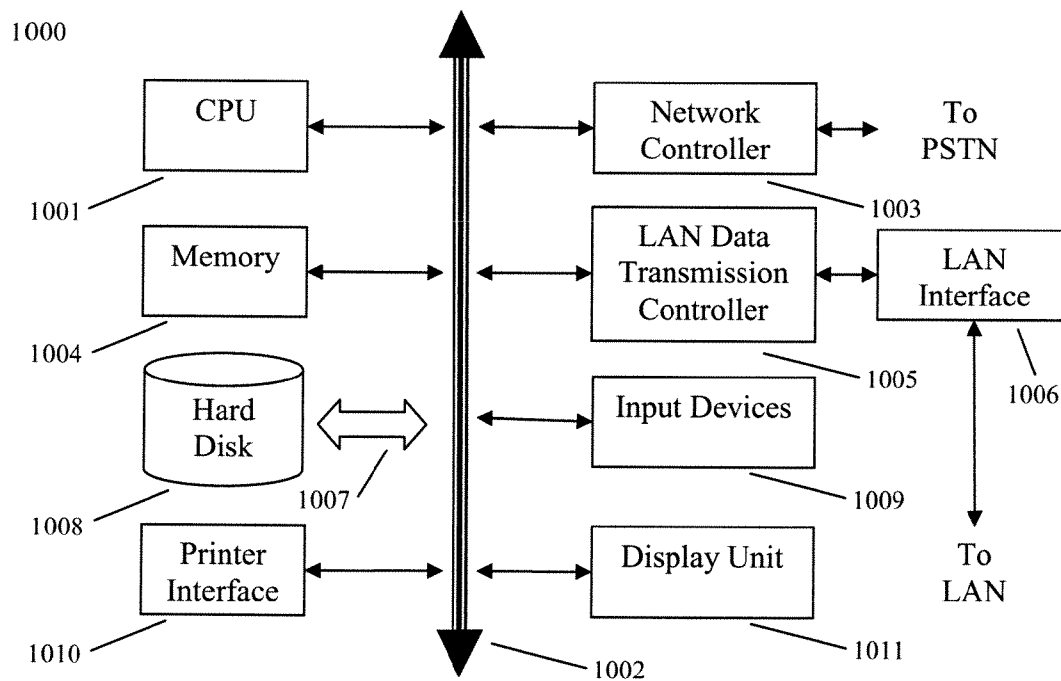 1000
CPU
1001
Network
Controller
1003
To
PSTN
Memory
1004
LAN Data
Transmission
Controller
1005
LAN
Interface
1006
Hard
Disk
1008
1007
Input Devices
1009
Printer
Interface
1010
1002
Display Unit
1011
To
LAN